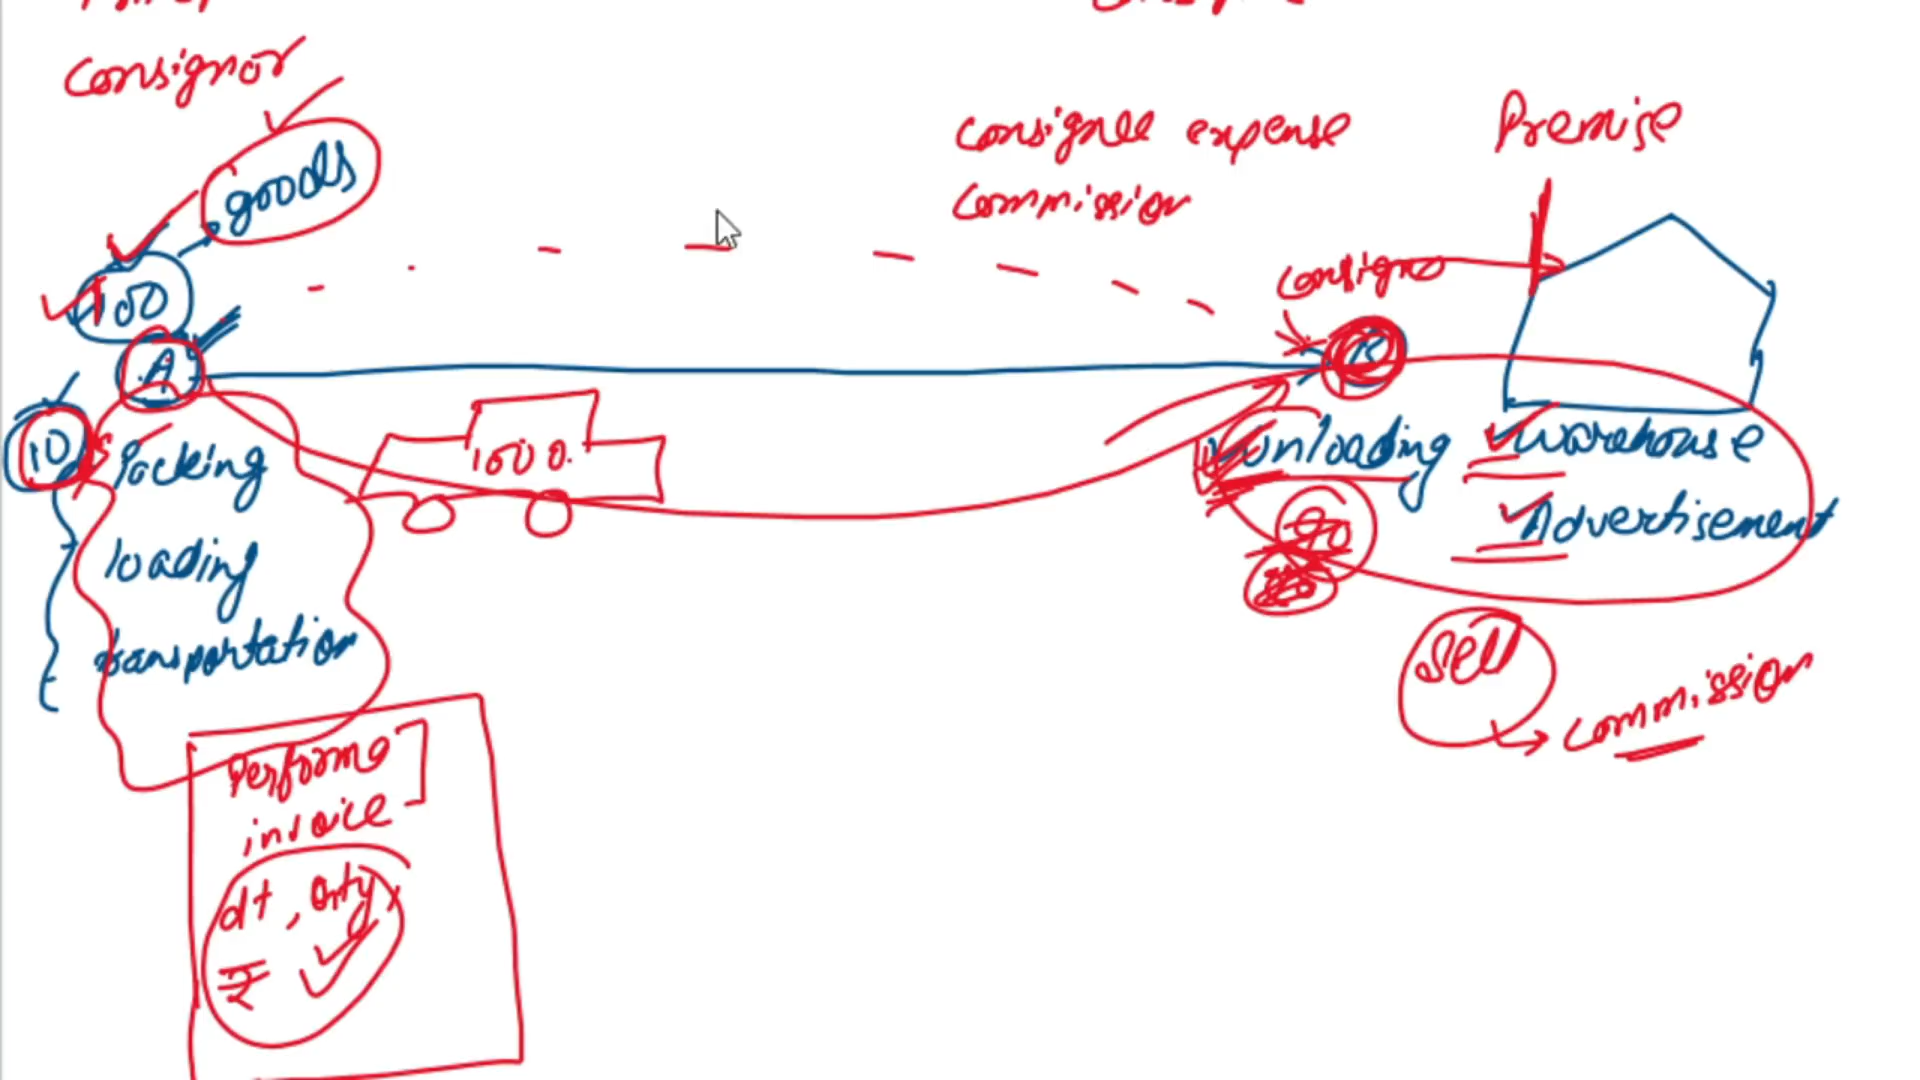 Consignor
goods
100
A
10
Packing
loading
transportation
1000.
Performa
invoice
dt, Qty,
₹
Consignee expense
Commission
Premise
Consigne
B
Unloading
Warehouse
Advertisement
90
Sell
Commission